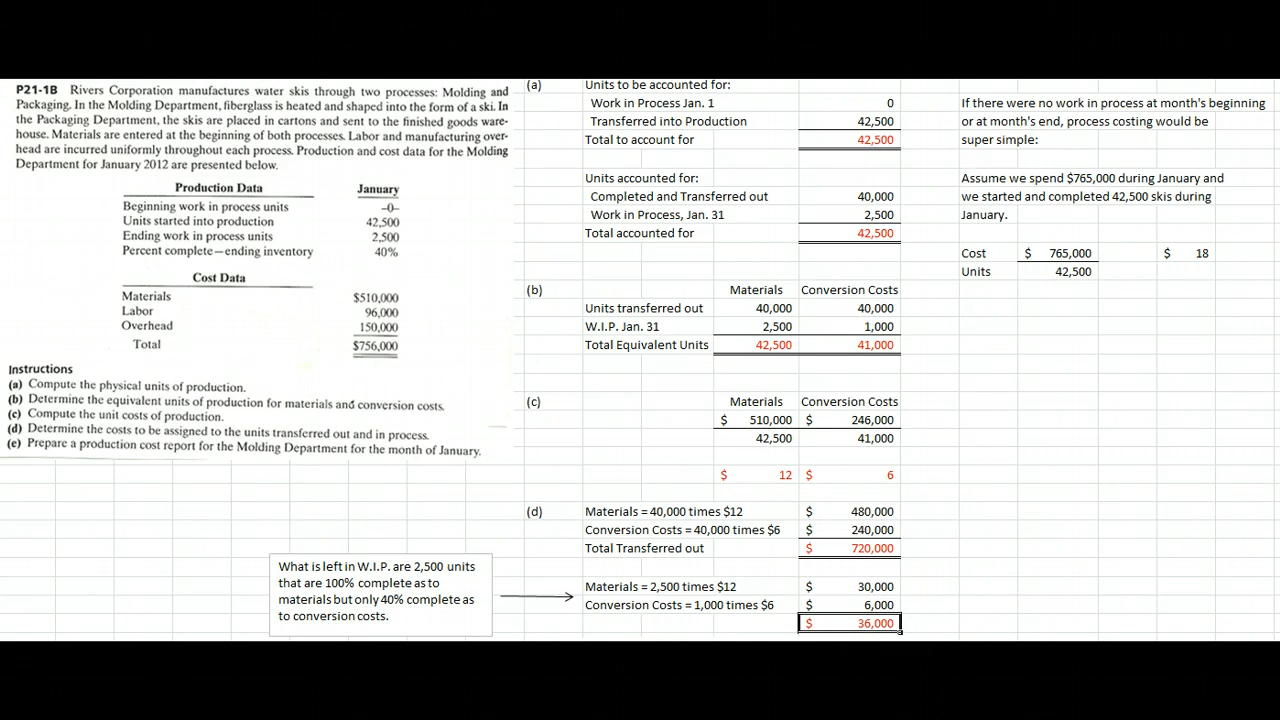 P21-1B Rivers Corporation manufactures water skis through two processes: Molding and
Packaging. In the Molding Department, fiberglass is heated and shaped into the form of a ski. In
the Packaging Department, the skis are placed in cartons and sent to the finished goods ware-
house. Materials are entered at the beginning of both processes. Labor and manufacturing over-
head are incurred uniformly throughout each process. Production and cost data for the Molding
Department for January 2012 are presented below.
Production Data January
Beginning work in process units –0–
Units started into production 42,500
Ending work in process units 2,500
Percent complete—ending inventory 40%
Cost Data
Materials $510,000
Labor 96,000
Overhead 150,000
Total $756,000
Instructions
(a) Compute the physical units of production.
(b) Determine the equivalent units of production for materials and conversion costs.
(c) Compute the unit costs of production.
(d) Determine the costs to be assigned to the units transferred out and in process.
(e) Prepare a production cost report for the Molding Department for the month of January.
What is left in W.I.P. are 2,500 units
that are 100% complete as to
materials but only 40% complete as
to conversion costs.
(a) Units to be accounted for:
Work in Process Jan. 1 0
Transferred into Production 42,500
Total to account for 42,500
Units accounted for:
Completed and Transferred out 40,000
Work in Process, Jan. 31 2,500
Total accounted for 42,500
(b) Materials Conversion Costs
Units transferred out 40,000 40,000
W.I.P. Jan. 31 2,500 1,000
Total Equivalent Units 42,500 41,000
(c) Materials Conversion Costs
$ 510,000 $ 246,000
42,500 41,000
$ 12 $ 6
(d) Materials = 40,000 times $12 $ 480,000
Conversion Costs = 40,000 times $6 $ 240,000
Total Transferred out $ 720,000
Materials = 2,500 times $12 $ 30,000
Conversion Costs = 1,000 times $6 $ 6,000
$ 36,000
If there were no work in process at month's beginning
or at month's end, process costing would be
super simple:
Assume we spend $765,000 during January and
we started and completed 42,500 skis during
January.
Cost $ 765,000 $ 18
Units 42,500